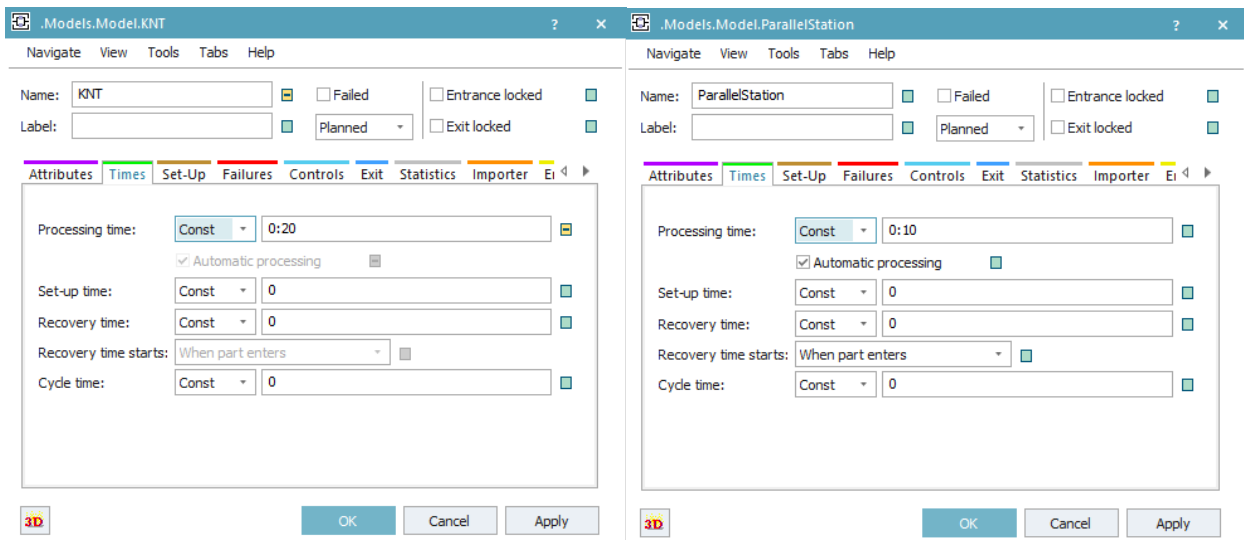 .Models.Model.KNT ? ×
Navigate View Tools Tabs Help
Name: KNT Failed Entrance locked
Label: Planned Exit locked
Attributes Times Set-Up Failures Controls Exit Statistics Importer
Processing time: Const 0:20
Automatic processing
Set-up time: Const 0
Recovery time: Const 0
Recovery time starts: When part enters
Cycle time: Const 0
3D OK Cancel Apply
.Models.Model.ParallelStation ? ×
Navigate View Tools Tabs Help
Name: ParallelStation Failed Entrance locked
Label: Planned Exit locked
Attributes Times Set-Up Failures Controls Exit Statistics Importer
Processing time: Const 0:10
Automatic processing
Set-up time: Const 0
Recovery time: Const 0
Recovery time starts: When part enters
Cycle time: Const 0
3D OK Cancel Apply